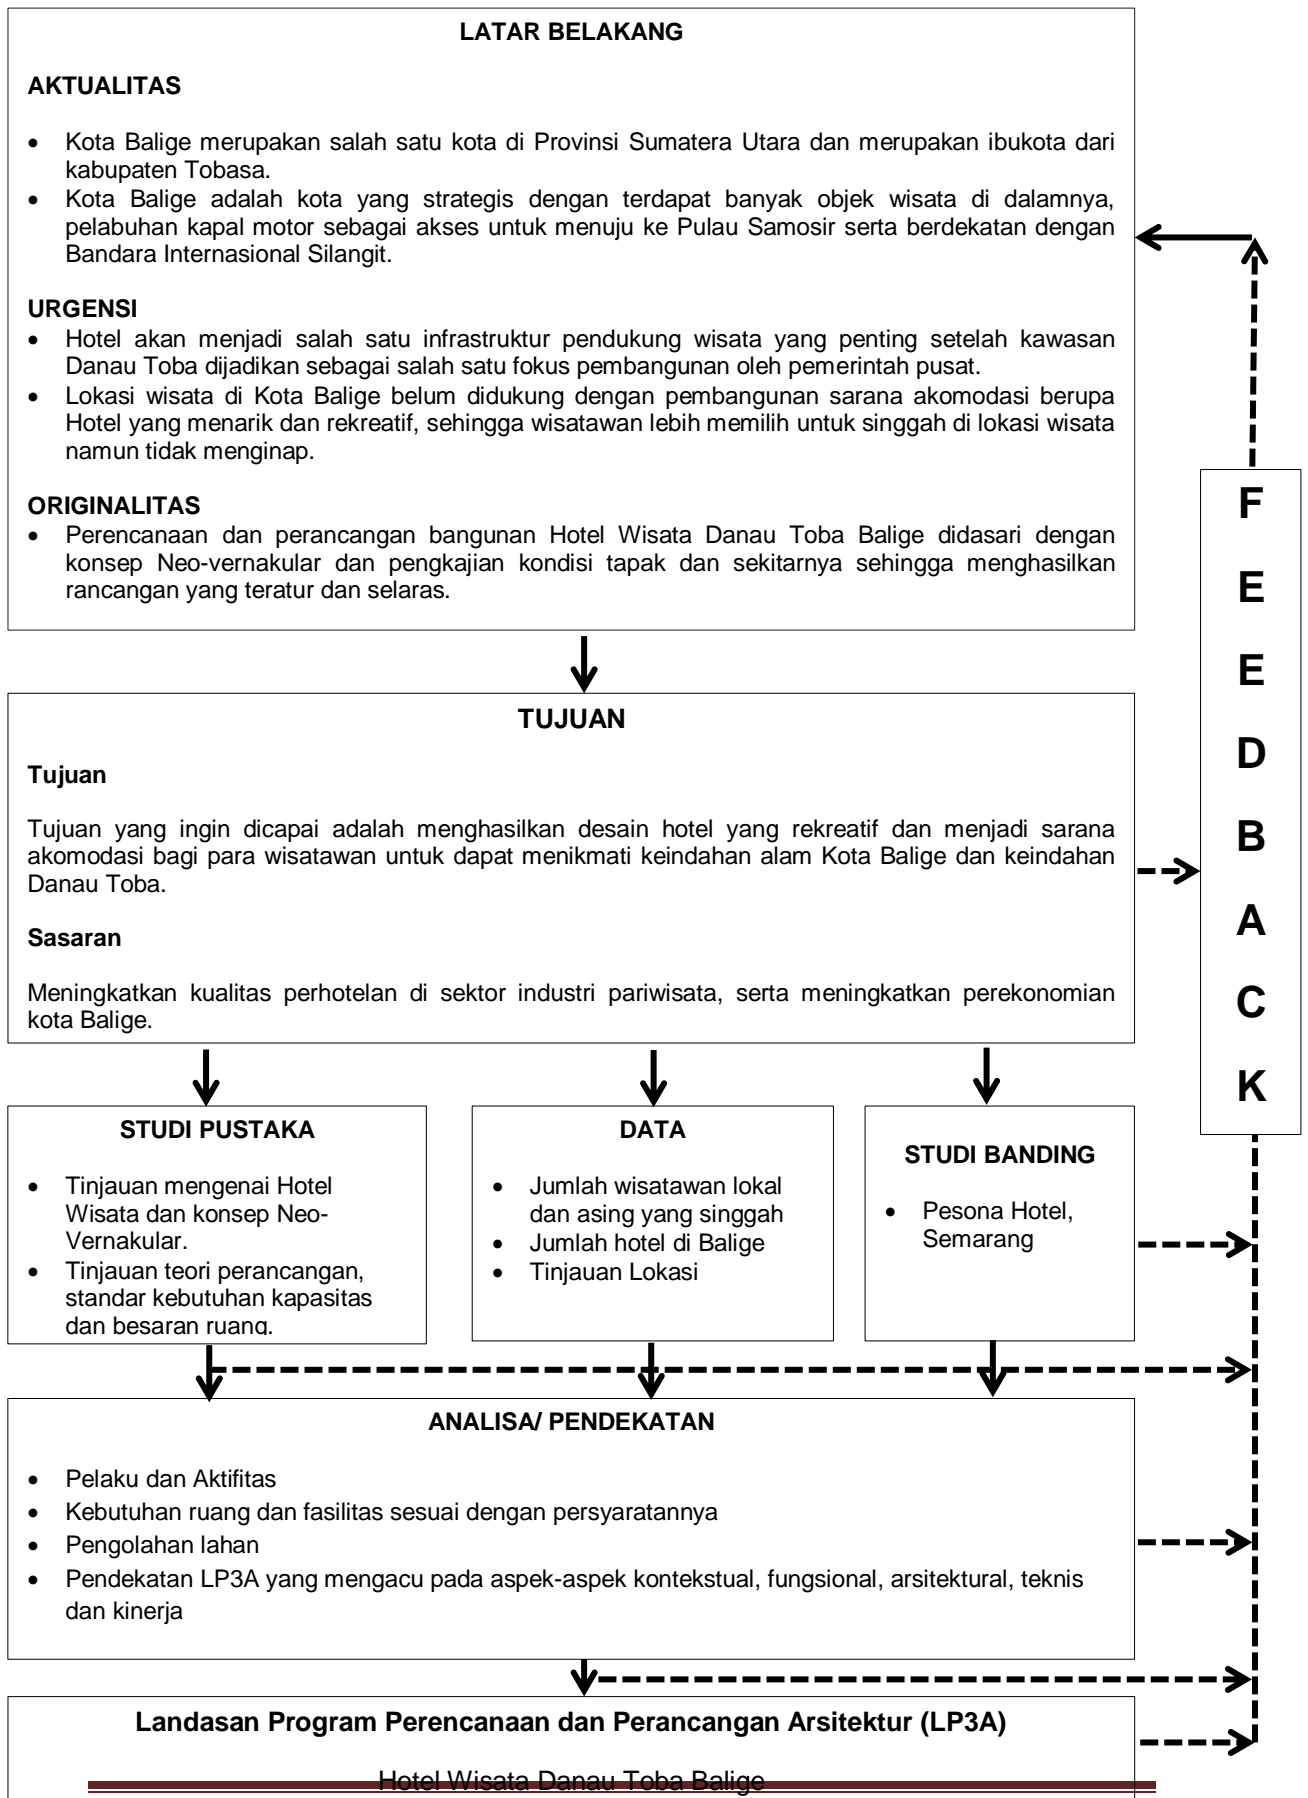 LATAR BELAKANG
AKTUALITAS
• Kota Balige merupakan salah satu kota di Provinsi Sumatera Utara dan merupakan ibukota dari
kabupaten Tobasa.
• Kota Balige adalah kota yang strategis dengan terdapat banyak objek wisata di dalamnya,
pelabuhan kapal motor sebagai akses untuk menuju ke Pulau Samosir serta berdekatan dengan
Bandara Internasional Silangit.
URGENSI
• Hotel akan menjadi salah satu infrastruktur pendukung wisata yang penting setelah kawasan
Danau Toba dijadikan sebagai salah satu fokus pembangunan oleh pemerintah pusat.
• Lokasi wisata di Kota Balige belum didukung dengan pembangunan sarana akomodasi berupa
Hotel yang menarik dan rekreatif, sehingga wisatawan lebih memilih untuk singgah di lokasi wisata
namun tidak menginap.
ORIGINALITAS
• Perencanaan dan perancangan bangunan Hotel Wisata Danau Toba Balige didasari dengan
konsep Neo-vernakular dan pengkajian kondisi tapak dan sekitarnya sehingga menghasilkan
rancangan yang teratur dan selaras.
TUJUAN
Tujuan
Tujuan yang ingin dicapai adalah menghasilkan desain hotel yang rekreatif dan menjadi sarana
akomodasi bagi para wisatawan untuk dapat menikmati keindahan alam Kota Balige dan keindahan
Danau Toba.
Sasaran
Meningkatkan kualitas perhotelan di sektor industri pariwisata, serta meningkatkan perekonomian
kota Balige.
F
E
E
D
B
A
C
K
STUDI PUSTAKA
• Tinjauan mengenai Hotel
Wisata dan konsep Neo-
Vernakular.
• Tinjauan teori perancangan,
standar kebutuhan kapasitas
dan besaran ruang.
DATA
• Jumlah wisatawan lokal
dan asing yang singgah
• Jumlah hotel di Balige
• Tinjauan Lokasi
STUDI BANDING
• Pesona Hotel,
Semarang
ANALISA/ PENDEKATAN
• Pelaku dan Aktifitas
• Kebutuhan ruang dan fasilitas sesuai dengan persyaratannya
• Pengolahan lahan
• Pendekatan LP3A yang mengacu pada aspek-aspek kontekstual, fungsional, arsitektural, teknis
dan kinerja
Landasan Program Perencanaan dan Perancangan Arsitektur (LP3A)
Hotel Wisata Danau Toba Balige